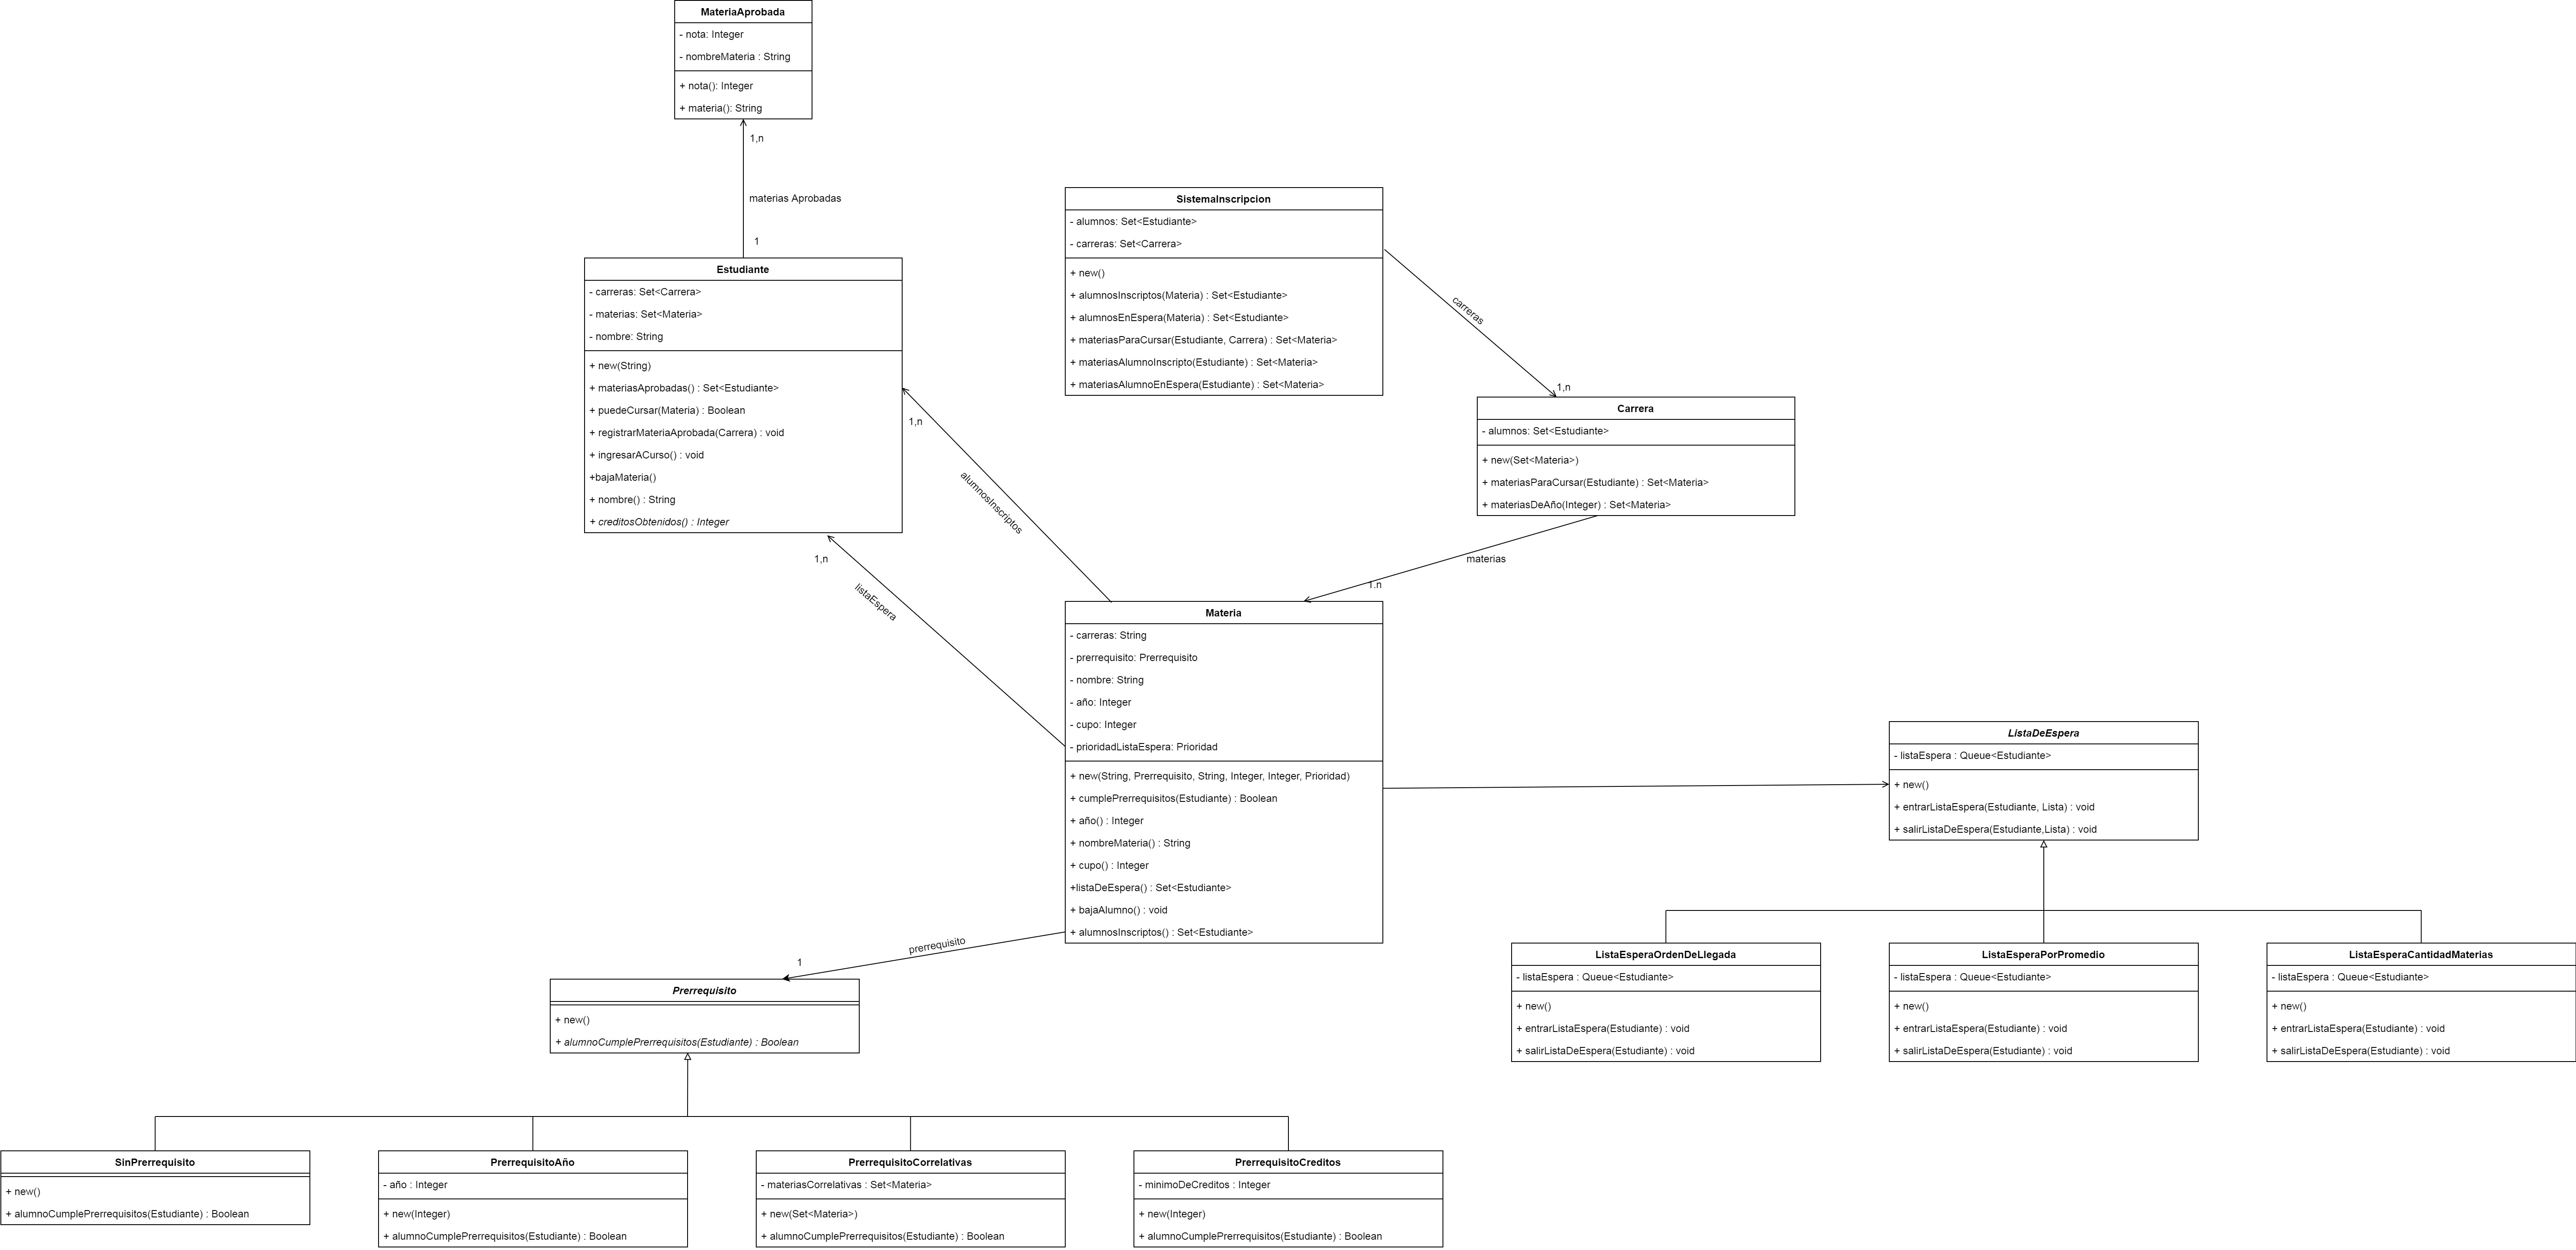 MateriaAprobada
- nota: Integer
- nombreMateria : String
+ nota(): Integer
+ materia(): String
1,n
materias Aprobadas
1
SistemaInscripcion
- alumnos: Set<Estudiante>
- carreras: Set<Carrera>
+ new()
+ alumnosInscriptos(Materia) : Set<Estudiante>
+ alumnosEnEspera(Materia) : Set<Estudiante>
+ materiasParaCursar(Estudiante, Carrera) : Set<Materia>
+ materiasAlumnoInscripto(Estudiante) : Set<Materia>
+ materiasAlumnoEnEspera(Estudiante) : Set<Materia>
carreras
1,n
Estudiante
- carreras: Set<Carrera>
- materias: Set<Materia>
- nombre: String
+ new(String)
+ materiasAprobadas() : Set<Estudiante>
+ puedeCursar(Materia) : Boolean
+ registrarMateriaAprobada(Carrera) : void
+ ingresarACurso() : void
+bajaMateria()
+ nombre() : String
+ creditosObtenidos() : Integer
1,n
alumnosInscriptos
1,n
listaEspera
Carrera
- alumnos: Set<Estudiante>
+ new(Set<Materia>)
+ materiasParaCursar(Estudiante) : Set<Materia>
+ materiasDeAño(Integer) : Set<Materia>
materias
1.n
Materia
- carreras: String
- prerrequisito: Prerrequisito
- nombre: String
- año: Integer
- cupo: Integer
- prioridadListaEspera: Prioridad
+ new(String, Prerrequisito, String, Integer, Integer, Prioridad)
+ cumplePrerrequisitos(Estudiante) : Boolean
+ año() : Integer
+ nombreMateria() : String
+ cupo() : Integer
+listaDeEspera() : Set<Estudiante>
+ bajaAlumno() : void
+ alumnosInscriptos() : Set<Estudiante>
ListaDeEspera
- listaEspera : Queue<Estudiante>
+ new()
+ entrarListaEspera(Estudiante, Lista) : void
+ salirListaDeEspera(Estudiante,Lista) : void
ListaEsperaOrdenDeLlegada
- listaEspera : Queue<Estudiante>
+ new()
+ entrarListaEspera(Estudiante) : void
+ salirListaDeEspera(Estudiante) : void
ListaEsperaPorPromedio
- listaEspera : Queue<Estudiante>
+ new()
+ entrarListaEspera(Estudiante) : void
+ salirListaDeEspera(Estudiante) : void
ListaEsperaCantidadMaterias
- listaEspera : Queue<Estudiante>
+ new()
+ entrarListaEspera(Estudiante) : void
+ salirListaDeEspera(Estudiante) : void
prerrequisito
1
Prerrequisito
+ new()
+ alumnoCumplePrerrequisitos(Estudiante) : Boolean
SinPrerrequisito
+ new()
+ alumnoCumplePrerrequisitos(Estudiante) : Boolean
PrerrequisitoAño
- año : Integer
+ new(Integer)
+ alumnoCumplePrerrequisitos(Estudiante) : Boolean
PrerrequisitoCorrelativas
- materiasCorrelativas : Set<Materia>
+ new(Set<Materia>)
+ alumnoCumplePrerrequisitos(Estudiante) : Boolean
PrerrequisitoCreditos
- minimoDeCreditos : Integer
+ new(Integer)
+ alumnoCumplePrerrequisitos(Estudiante) : Boolean